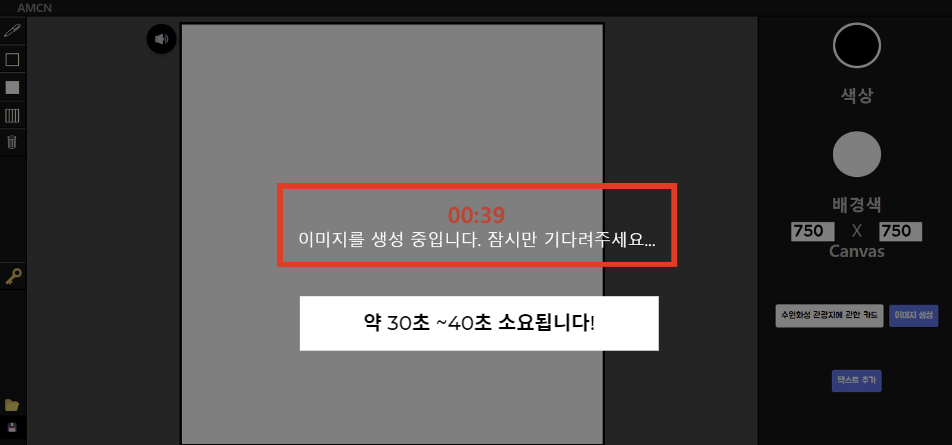 AMCN
색상
배경색
750 X 750
Canvas
00:39
이미지를 생성 중입니다. 잠시만 기다려주세요...
약 30초 ~40초 소요됩니다!
수원화성 관광지에 관한 카드
이미지 생성
텍스트 추가